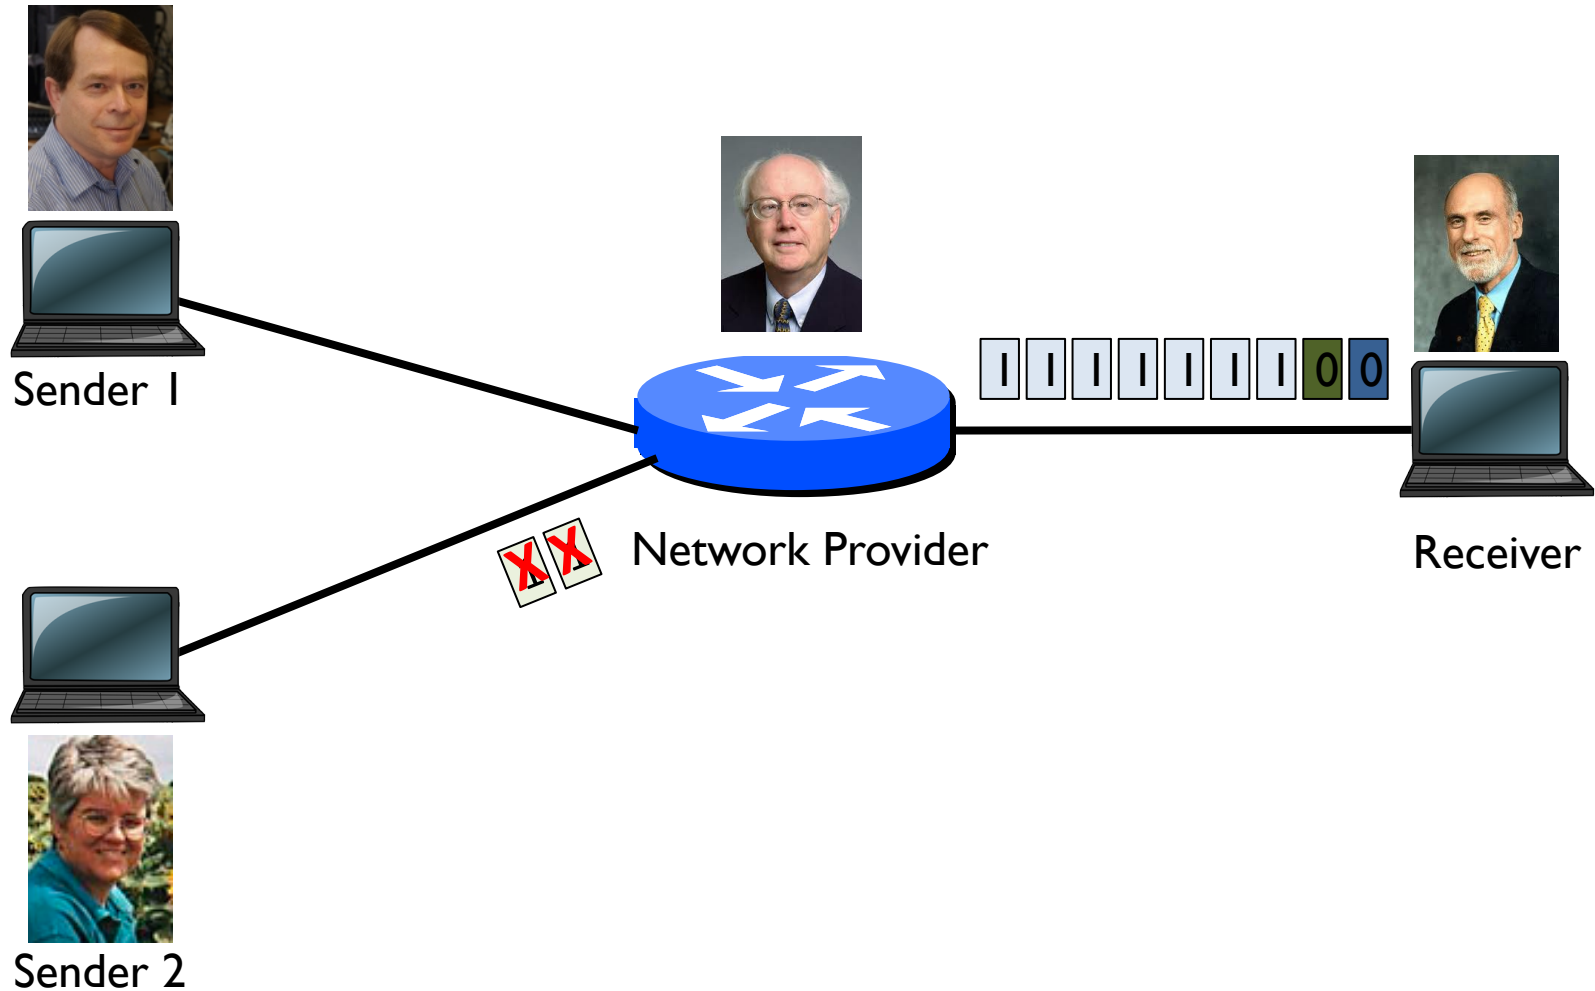 Sender 1
1 1 1 1 1 1 1 0 0
X X
Network Provider
Receiver
Sender 2